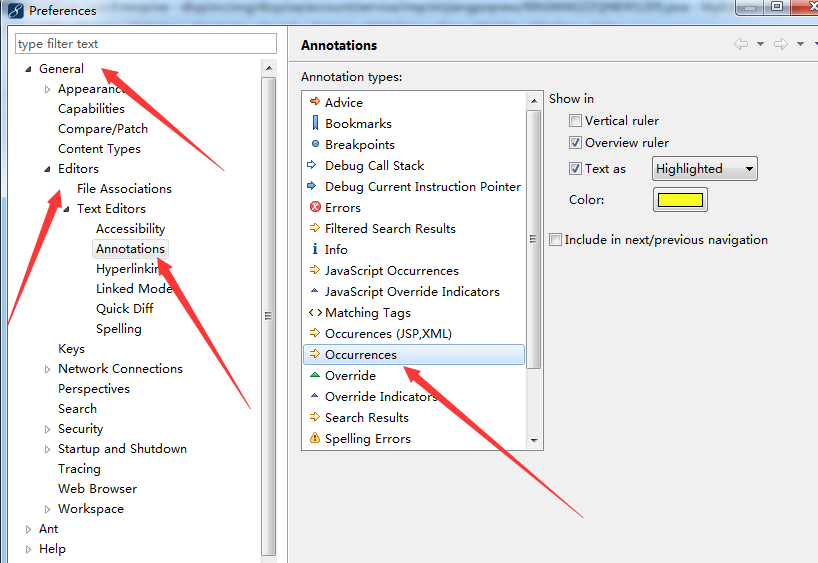 Preferences
type filter text
General
Appearance
Capabilities
Compare/Patch
Content Types
Editors
File Associations
Text Editors
Accessibility
Annotations
Hyperlinkin
Linked Mode
Quick Diff
Spelling
Keys
Network Connections
Perspectives
Search
Security
Startup and Shutdown
Tracing
Web Browser
Workspace
Ant
Help
Annotations
Annotation types:
Advice
Bookmarks
Breakpoints
Debug Call Stack
Debug Current Instruction Pointer
Errors
Filtered Search Results
Info
JavaScript Occurrences
JavaScript Override Indicators
Matching Tags
Occurences (JSP,XML)
Occurrences
Override
Override Indicators
Search Results
Spelling Errors
Show in
Vertical ruler
Overview ruler
Text as
Highlighted
Color:
Include in next/previous navigation